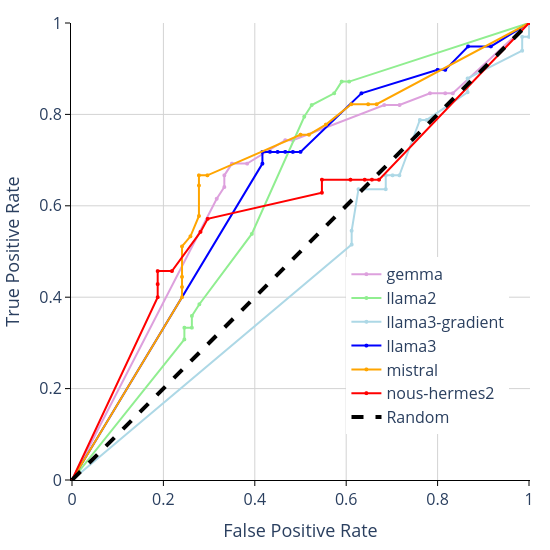 1
0.8
0.6
0.4
0.2
0
0 0.2 0.4 0.6 0.8 1
True Positive Rate
False Positive Rate
gemma
llama2
llama3-gradient
llama3
mistral
nous-hermes2
Random